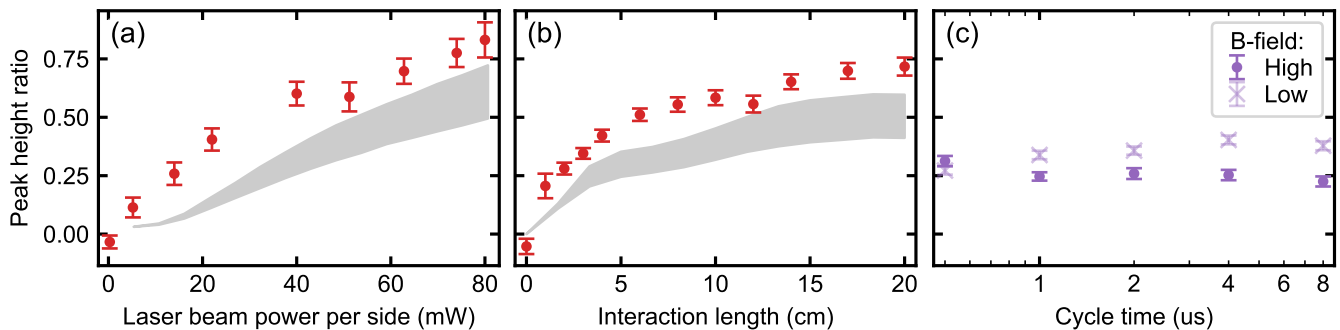 (a)
(b)
(c)
B-field:
High
Low
Peak height ratio
0.75
0.50
0.25
0.00
0 20 40 60 80
0 5 10 15 20
1 2 4 8
Laser beam power per side (mW)
Interaction length (cm)
Cycle time (us)